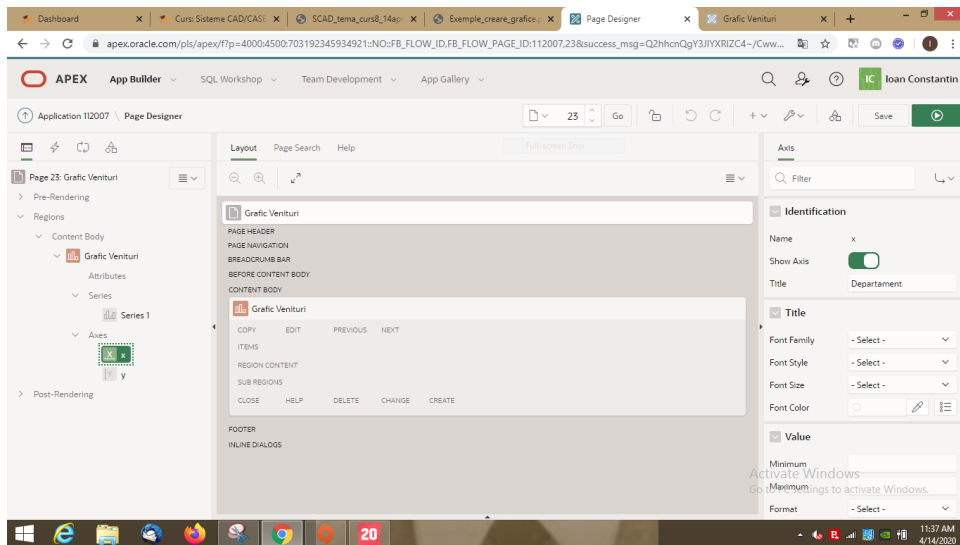 Dashboard
Curs: Sisteme CAD/CASE
SCAD_tema_curs8_14apr
Exemple_creare_grafice.p
Page Designer
Grafic Venituri
apex.oracle.com/pls/apex/f?p=4000:4500:703192345934921::NO::FB_FLOW_ID,FB_FLOW_PAGE_ID:112007,23&success_msg=
APEX App Builder SQL Workshop Team Development App Gallery IC Ioan Constantin
Application 112007 \ Page Designer 23 Go Save
Layout Page Search Help Axis
Page 23: Grafic Venituri
Filter
Pre-Rendering
Regions
Content Body
Grafic Venituri
Attributes
Series
Series 1
Axes
x
y
Post-Rendering
Grafic Venituri
PAGE HEADER
PAGE NAVIGATION
BREADCRUMB BAR
BEFORE CONTENT BODY
CONTENT BODY
Grafic Venituri
COPY EDIT PREVIOUS NEXT
ITEMS
REGION CONTENT
SUB REGIONS
CLOSE HELP DELETE CHANGE CREATE
FOOTER
INLINE DIALOGS
Identification
Name x
Show Axis
Title Departament
Title
Font Family - Select -
Font Style - Select -
Font Size - Select -
Font Color
Value
Minimum
Maximum
Format - Select -
Activate Windows
Go to PC settings to activate Windows.
20
11:37 AM
4/14/2020